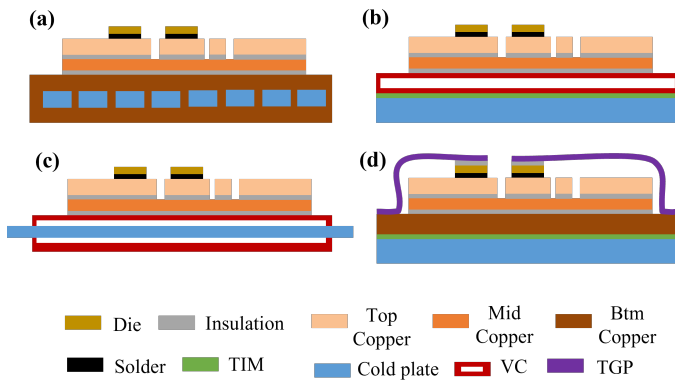 (a)
(b)
(c)
(d)
Die
Insulation
Top
Copper
Mid
Copper
Btm
Copper
Solder
TIM
Cold plate
VC
TGP